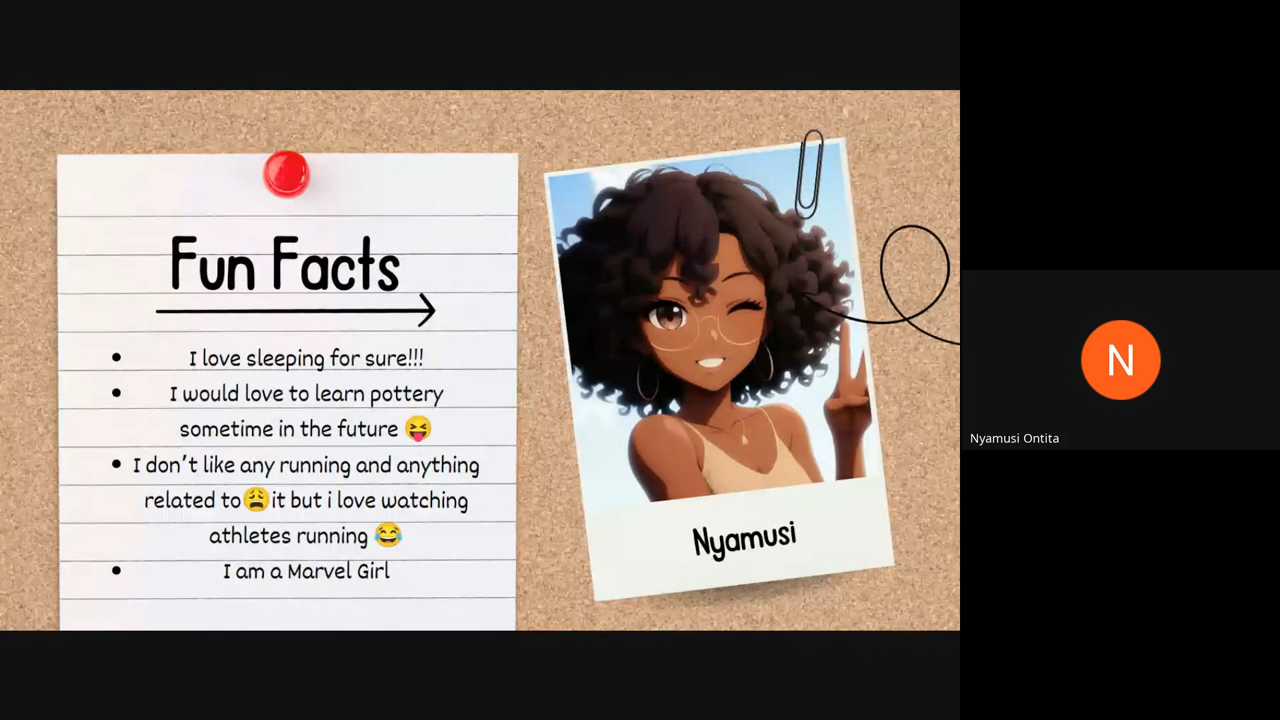 Fun Facts
I love sleeping for sure!!!
I would love to learn pottery
sometime in the future 😝
I don't like any running and anything
related to😩it but i love watching
athletes running 😂
I am a Marvel Girl
Nyamusi
N
Nyamusi Ontita